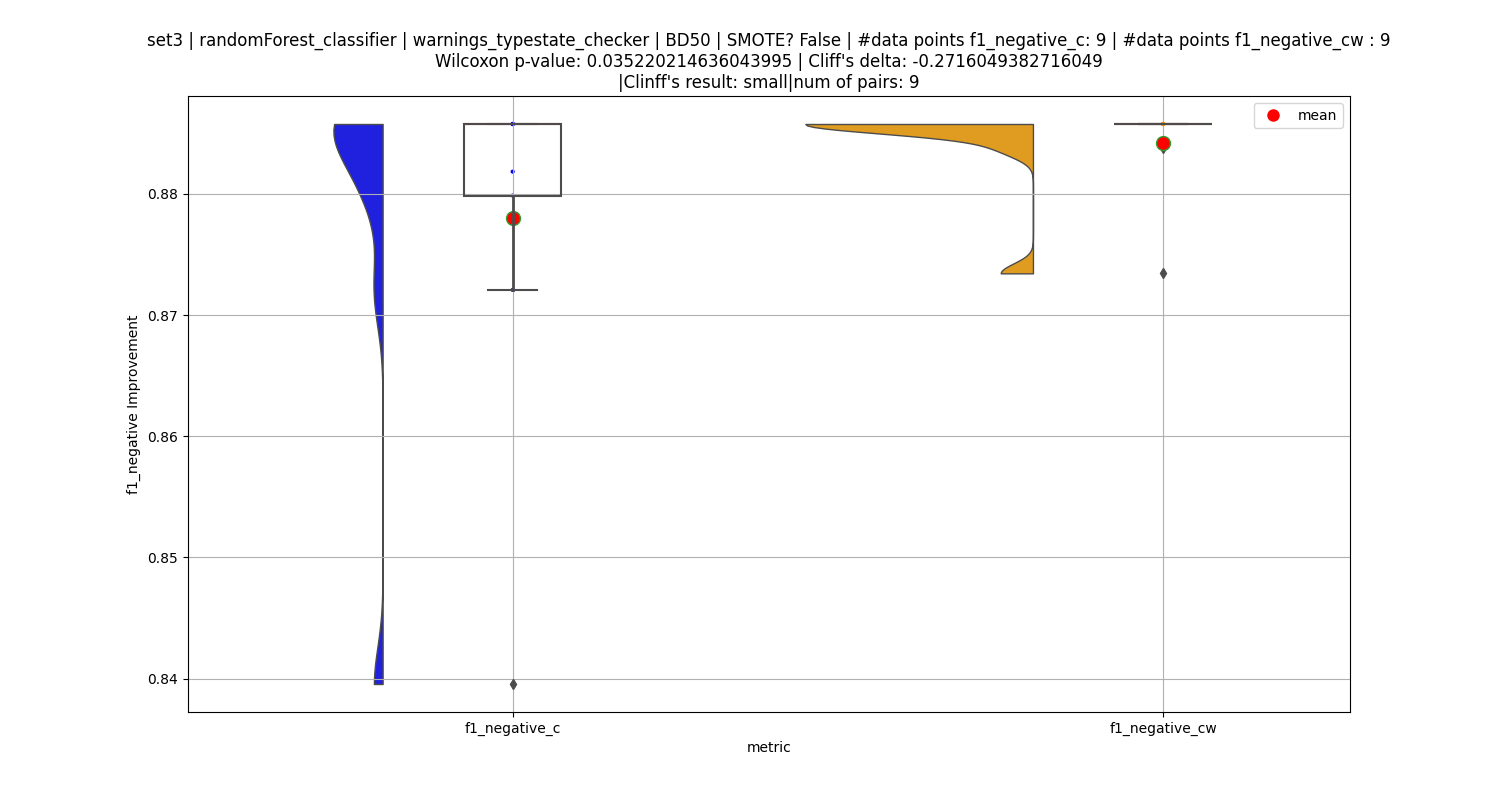 set3 | randomForest_classifier | warnings_typestate_checker | BD50 | SMOTE? False | #data points f1_negative_c: 9 | #data points f1_negative_cw : 9
Wilcoxon p-value: 0.035220214636043995 | Cliff's delta: -0.2716049382716049
|Clinff's result: small|num of pairs: 9
mean
0.88
0.87
0.86
0.85
0.84
f1_negative Improvement
f1_negative_c
f1_negative_cw
metric